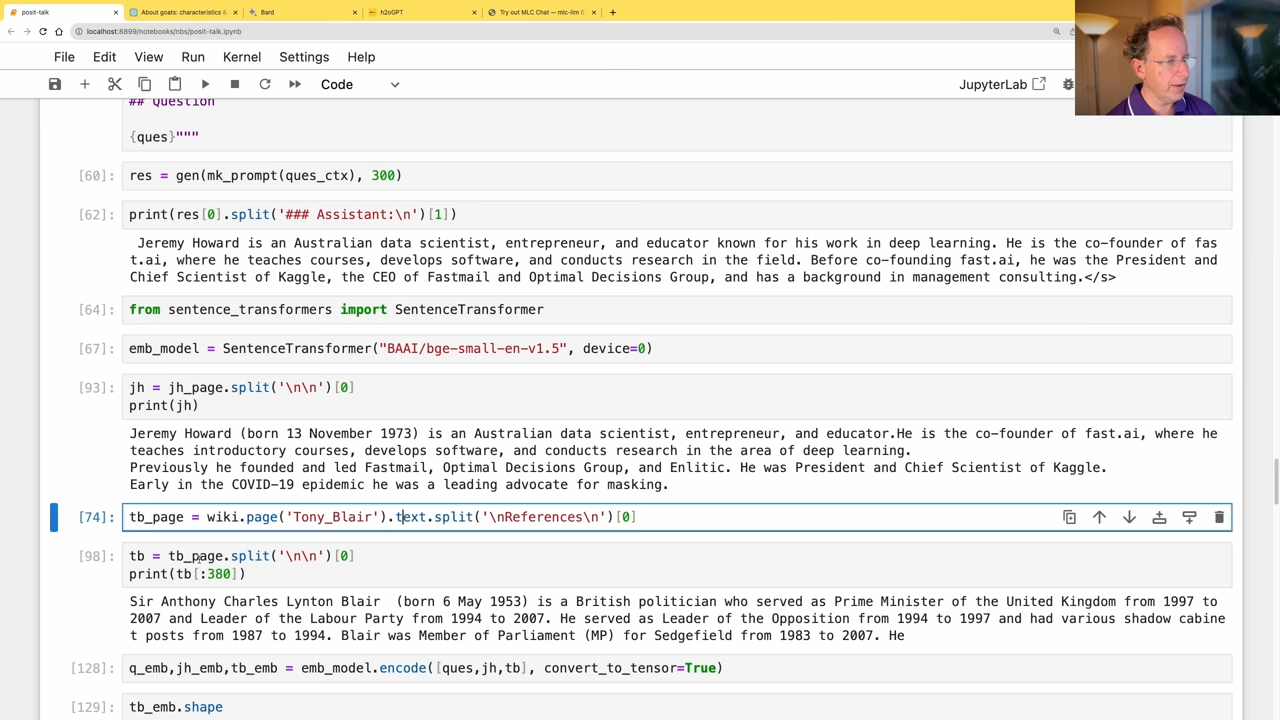 posit-talk
About goats: characteristics &
Bard
h2oGPT
Try out MLC Chat — mlc-llm 0
localhost:8899/notebooks/nbs/posit-talk.ipynb
File Edit View Run Kernel Settings Help
Code
JupyterLab
## Question
{ques}"""
[60]: res = gen(mk_prompt(ques_ctx), 300)
[62]: print(res[0].split('### Assistant:\n')[1])
Jeremy Howard is an Australian data scientist, entrepreneur, and educator known for his work in deep learning. He is the co-founder of fas
t.ai, where he teaches courses, develops software, and conducts research in the field. Before co-founding fast.ai, he was the President and
Chief Scientist of Kaggle, the CEO of Fastmail and Optimal Decisions Group, and has a background in management consulting.</s>
[64]: from sentence_transformers import SentenceTransformer
[67]: emb_model = SentenceTransformer("BAAI/bge-small-en-v1.5", device=0)
[93]: jh = jh_page.split('\n\n')[0]
print(jh)
Jeremy Howard (born 13 November 1973) is an Australian data scientist, entrepreneur, and educator.He is the co-founder of fast.ai, where he
teaches introductory courses, develops software, and conducts research in the area of deep learning.
Previously he founded and led Fastmail, Optimal Decisions Group, and Enlitic. He was President and Chief Scientist of Kaggle.
Early in the COVID-19 epidemic he was a leading advocate for masking.
[74]: tb_page = wiki.page('Tony_Blair').text.split('\nReferences\n')[0]
[98]: tb = tb_page.split('\n\n')[0]
print(tb[:380])
Sir Anthony Charles Lynton Blair  (born 6 May 1953) is a British politician who served as Prime Minister of the United Kingdom from 1997 to
2007 and Leader of the Labour Party from 1994 to 2007. He served as Leader of the Opposition from 1994 to 1997 and had various shadow cabine
t posts from 1987 to 1994. Blair was Member of Parliament (MP) for Sedgefield from 1983 to 2007. He
[128]: q_emb,jh_emb,tb_emb = emb_model.encode([ques,jh,tb], convert_to_tensor=True)
[129]: tb_emb.shape